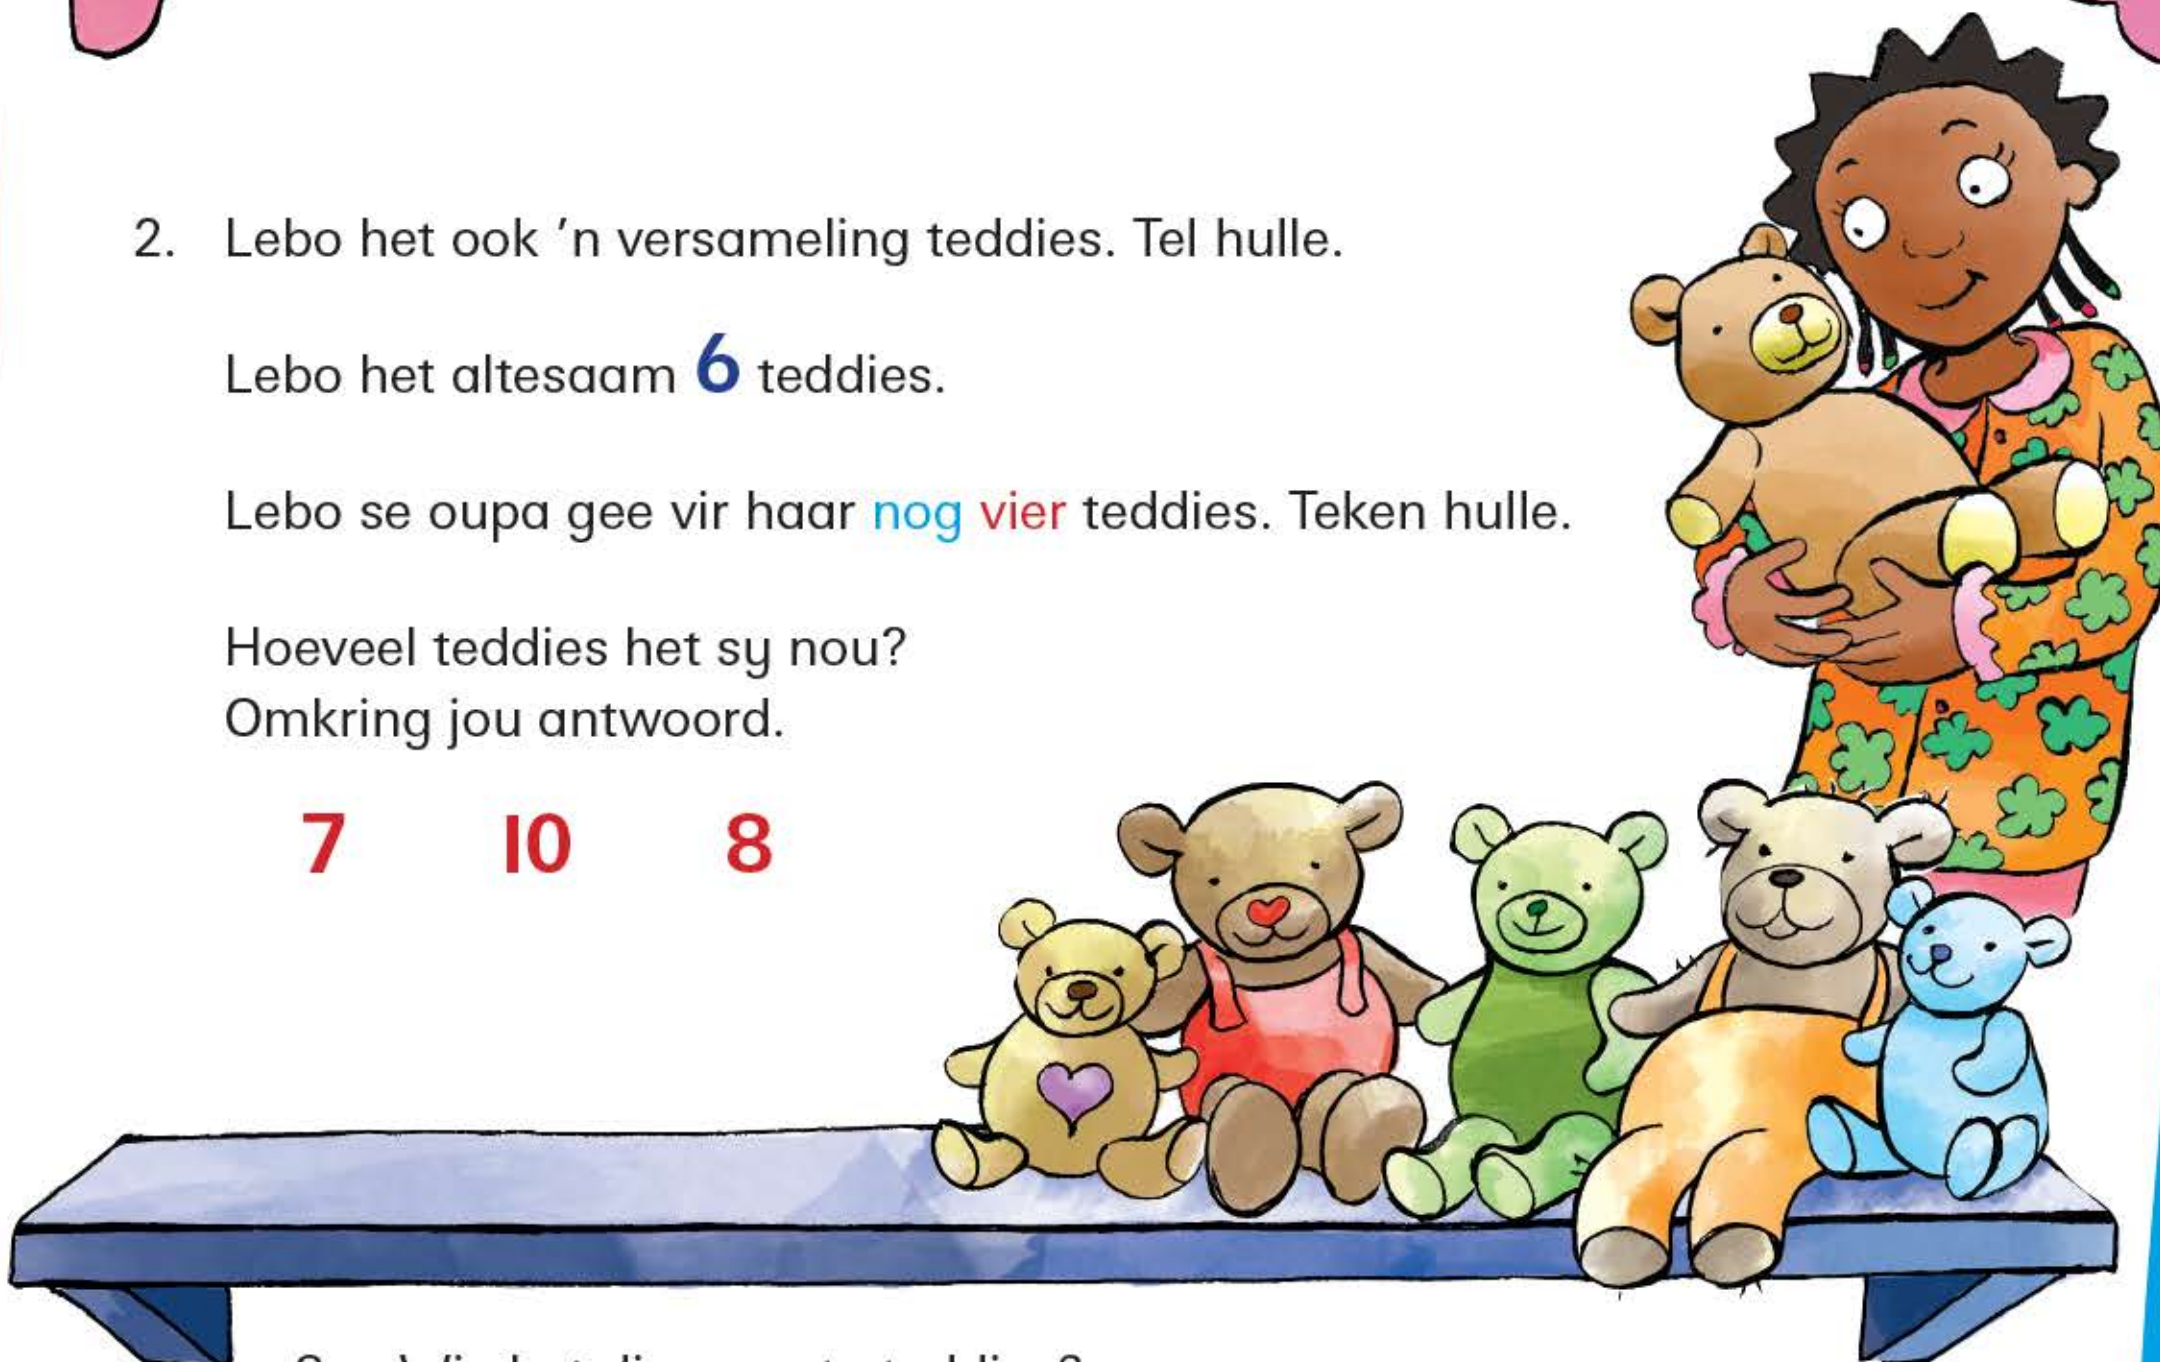 2. Lebo het ook ’n versameling teddies. Tel hulle.
Lebo het altesaam 6 teddies.
Lebo se oupa gee vir haar nog vier teddies. Teken hulle.
Hoeveel teddies het sy nou?
Omkring jou antwoord.
7 10 8